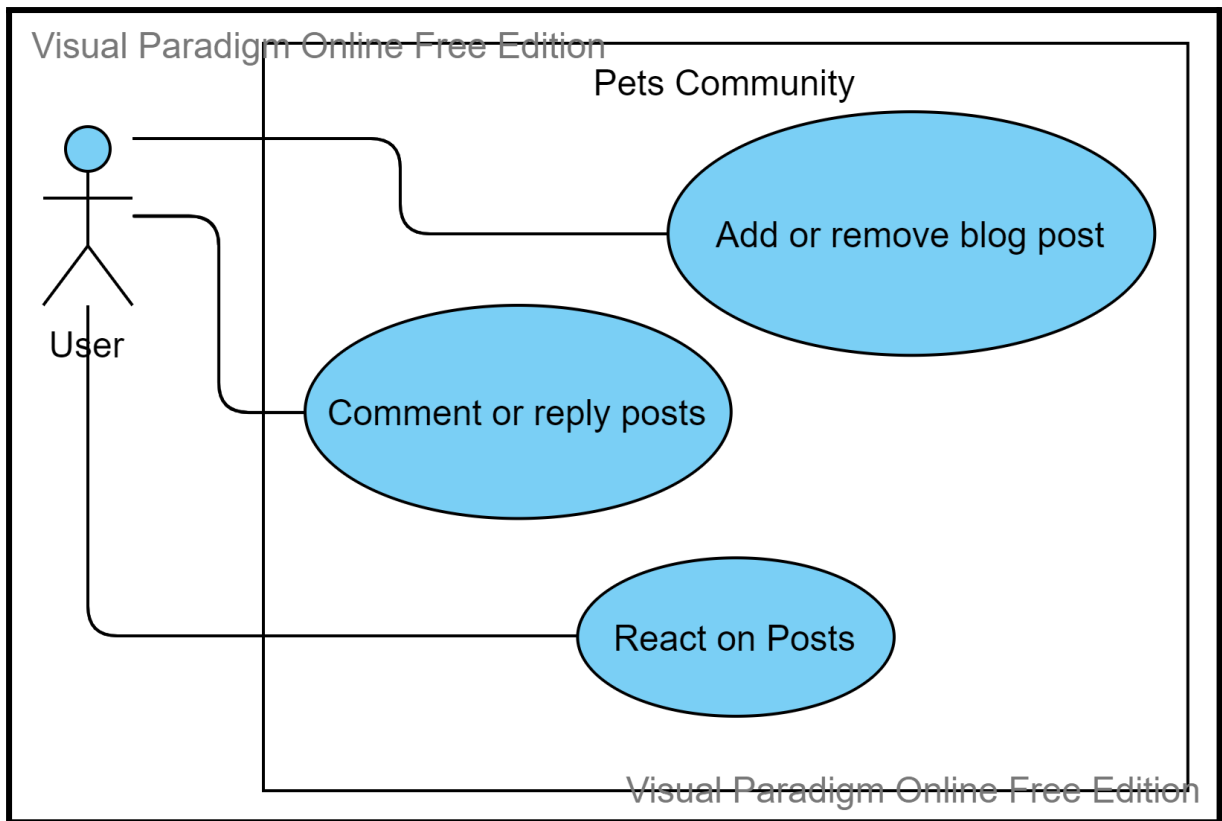 Visual Paradigm Online Free Edition
Pets Community
Add or remove blog post
User
Comment or reply posts
React on Posts
Visual Paradigm Online Free Edition